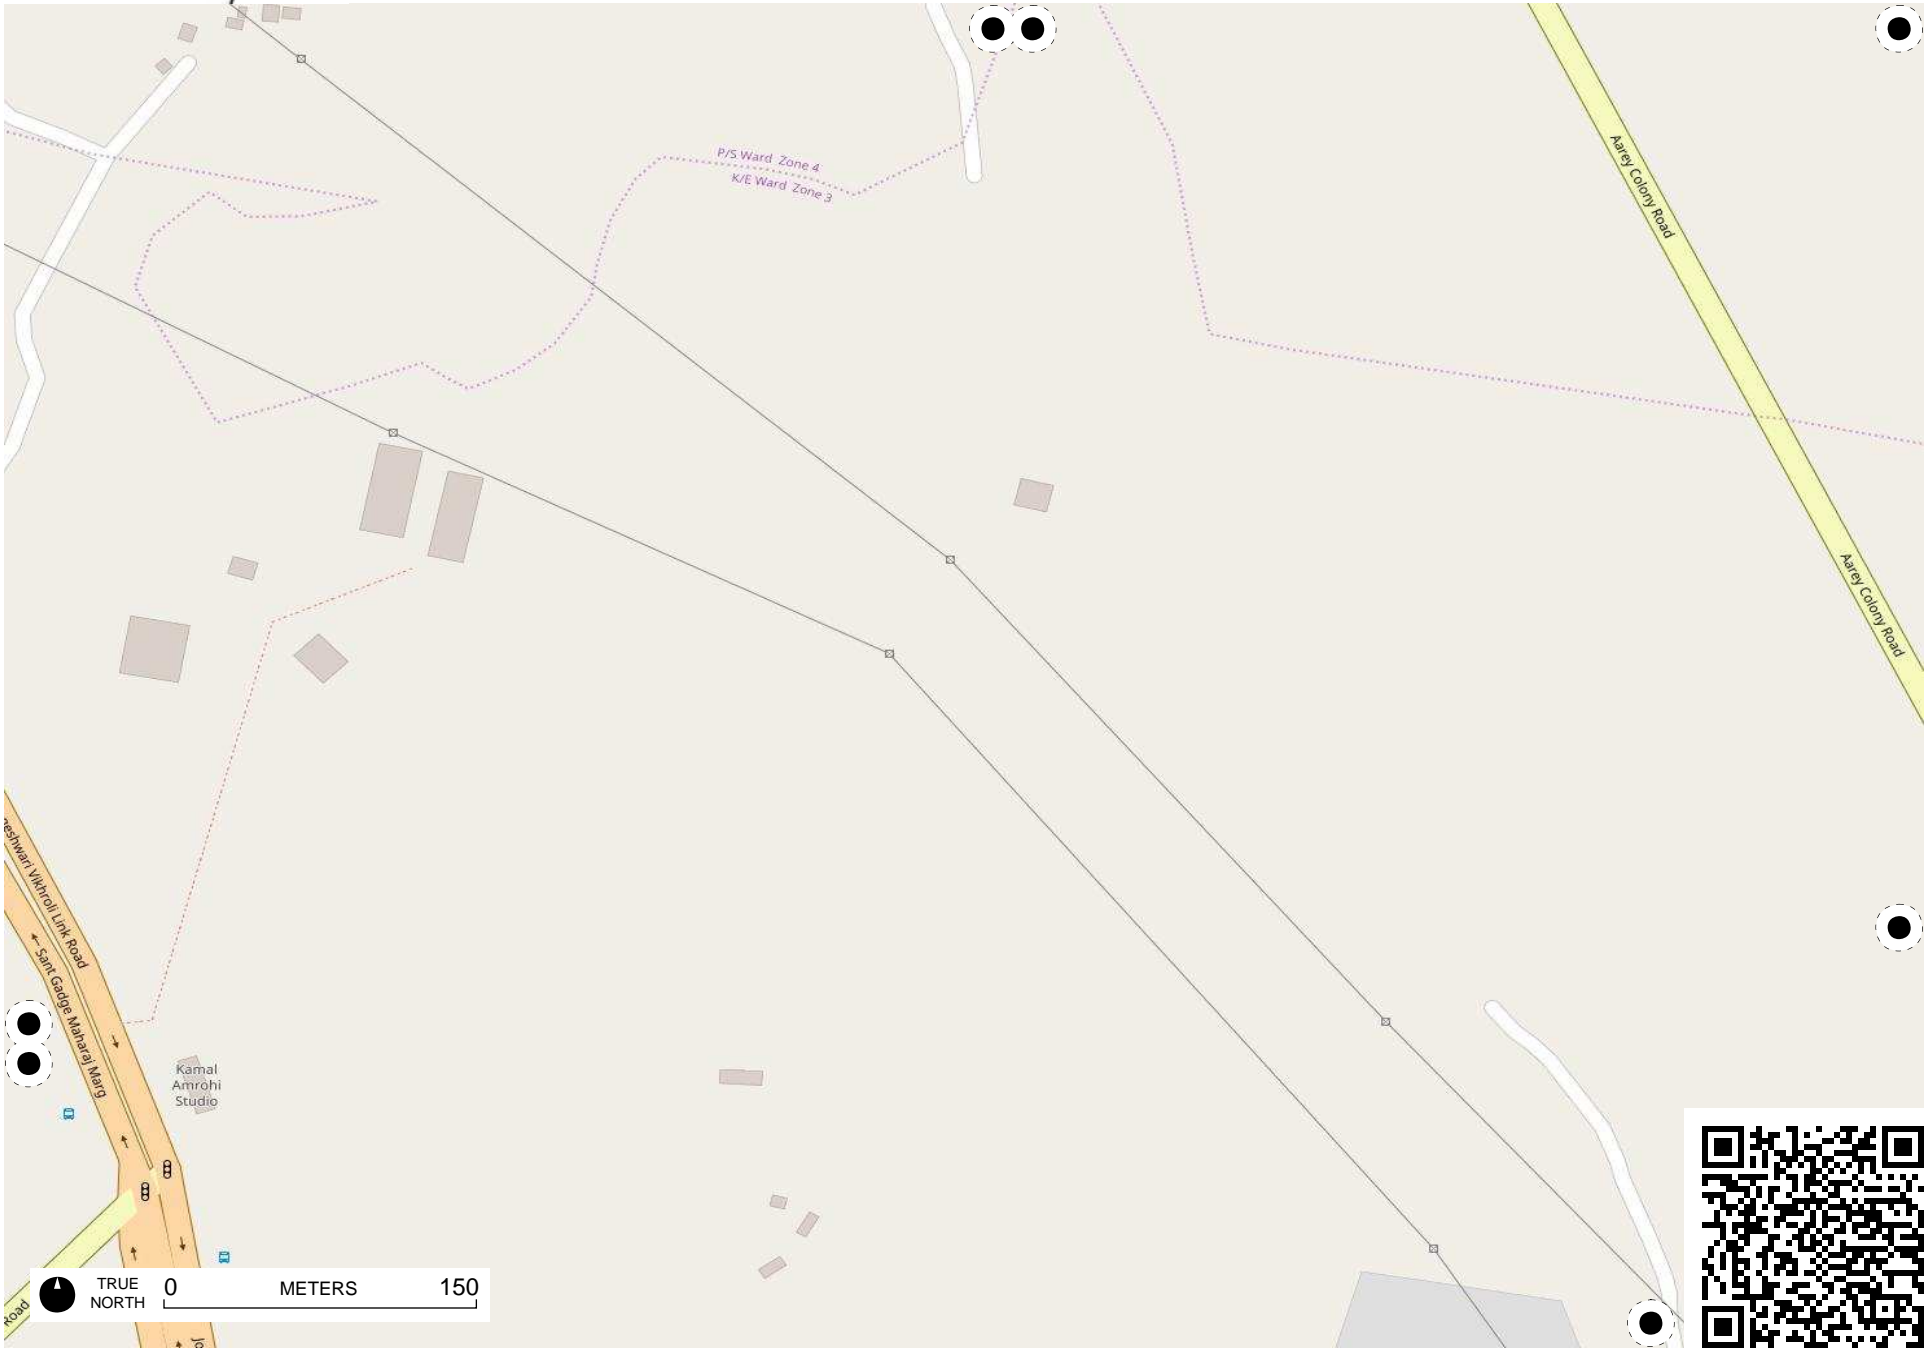 P/S Ward Zone 4
K/E Ward Zone 3
Aarey Colony Road
Aarey Colony Road
Vikhroli Link Road
Sant Gadge Maharaj Marg
Kamal
Amrohi
Studio
TRUE
NORTH
0 METERS 150
Road